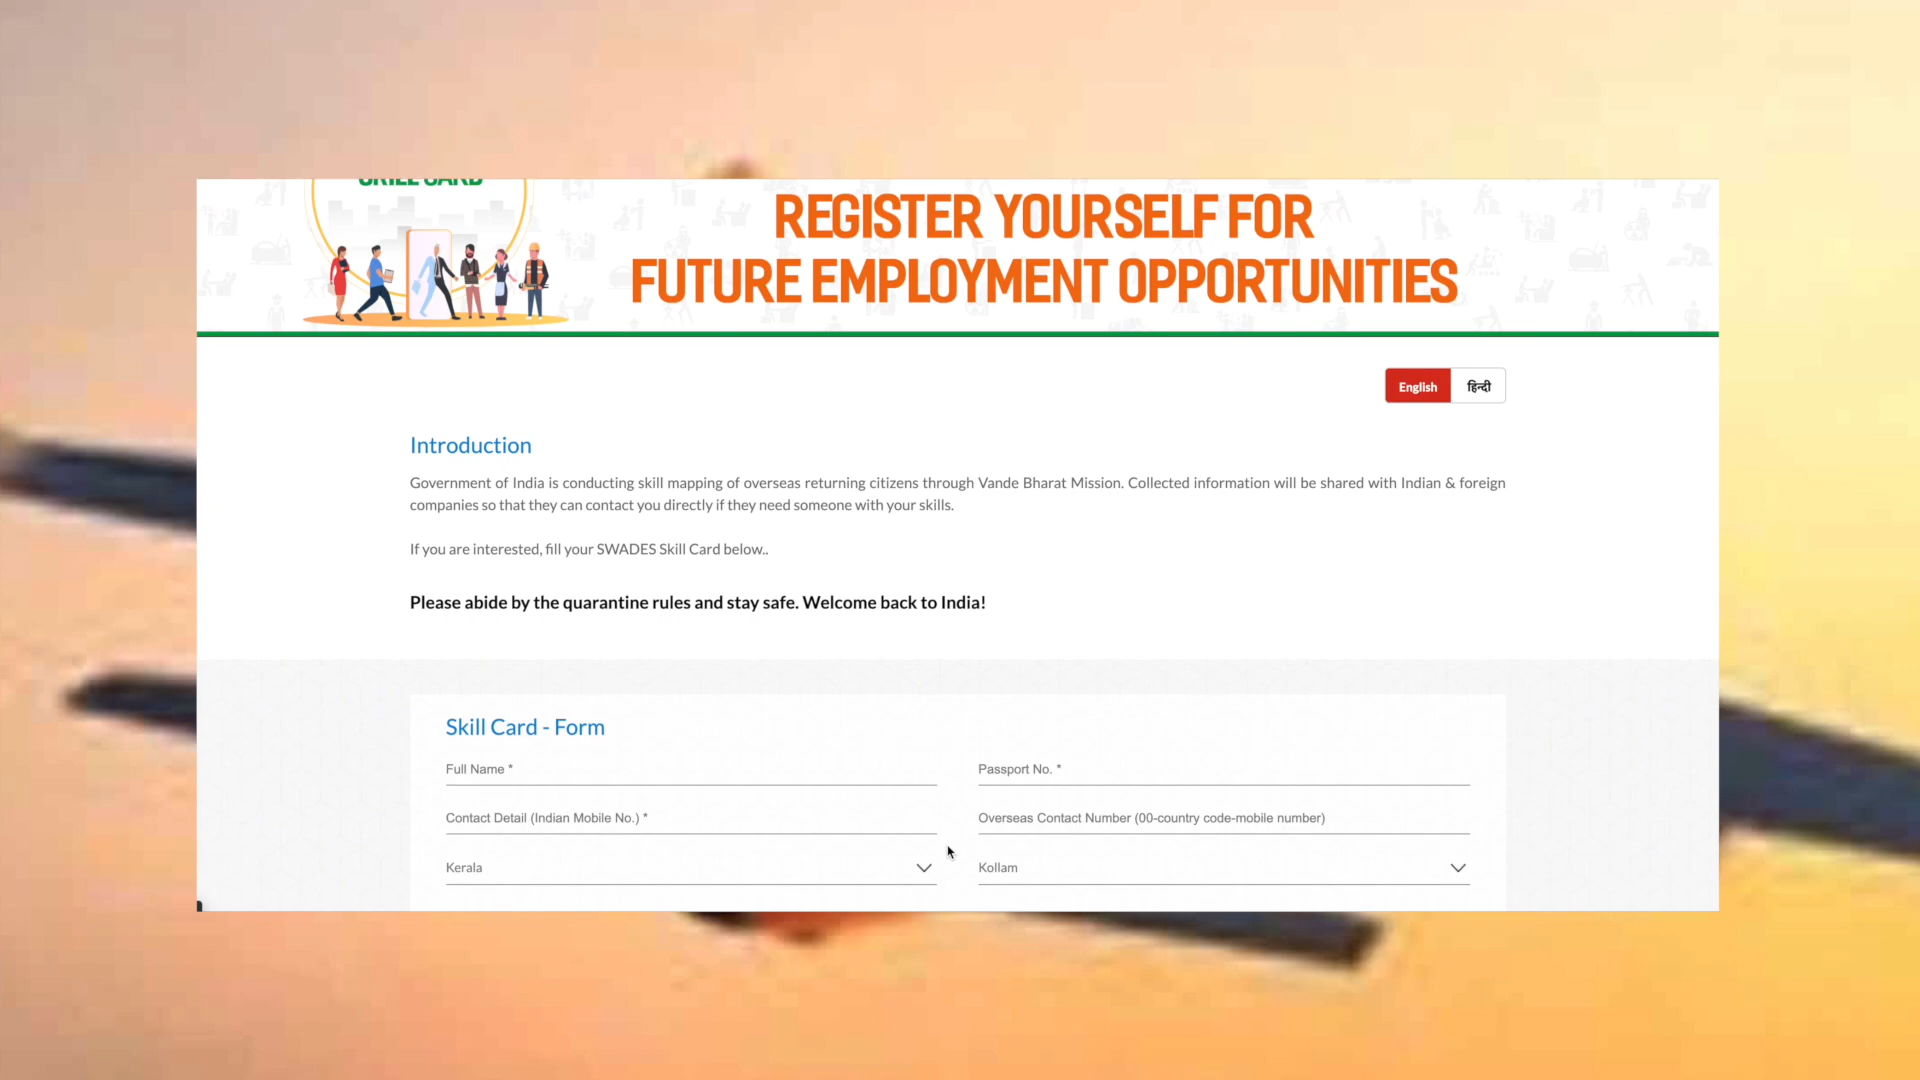 SKILL CARD
REGISTER YOURSELF FOR
FUTURE EMPLOYMENT OPPORTUNITIES
English हिन्दी
Introduction
Government of India is conducting skill mapping of overseas returning citizens through Vande Bharat Mission. Collected information will be shared with Indian & foreign
companies so that they can contact you directly if they need someone with your skills.
If you are interested, fill your SWADES Skill Card below..
Please abide by the quarantine rules and stay safe. Welcome back to India!
Skill Card - Form
Full Name * Passport No. *
Contact Detail (Indian Mobile No.) * Overseas Contact Number (00-country code-mobile number)
Kerala Kollam